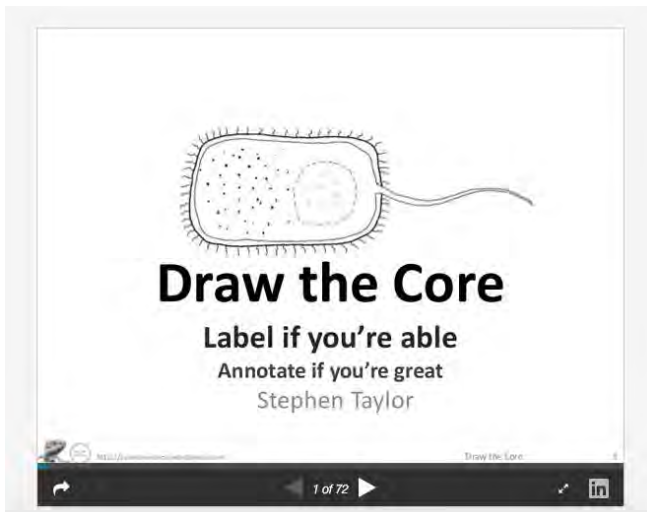 Draw the Core
Label if you're able
Annotate if you're great
Stephen Taylor
Draw the Core
1 of 72
in